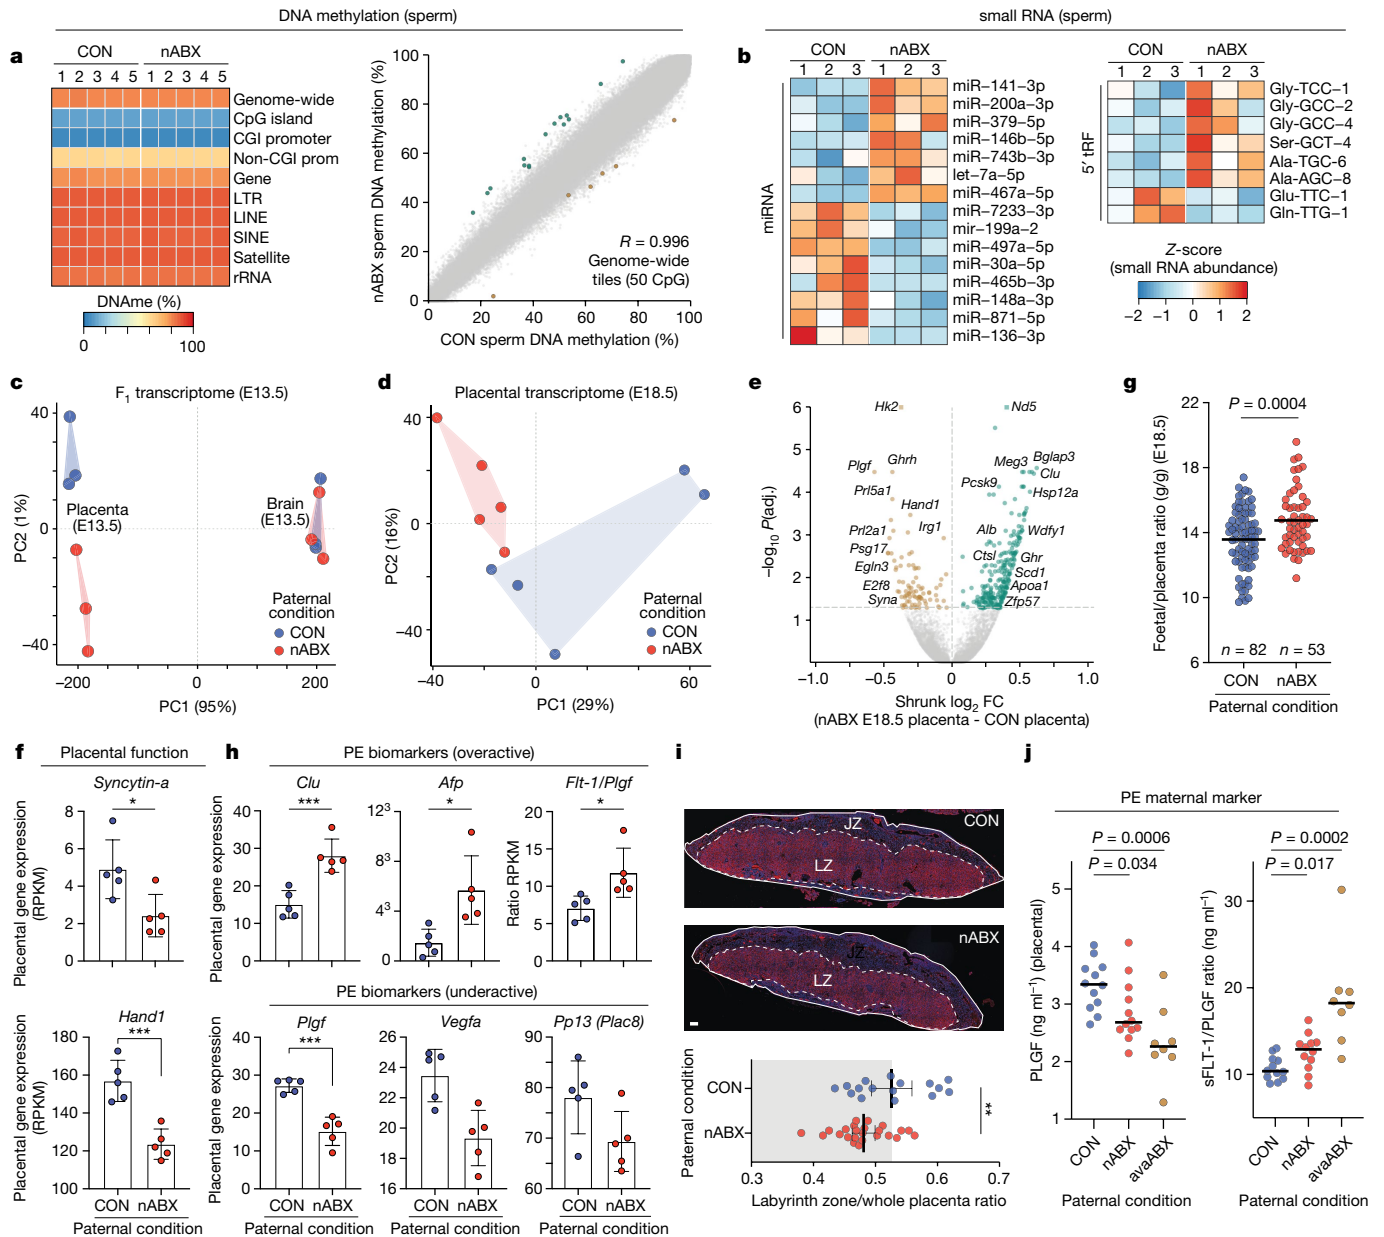 DNA methylation (sperm)
a
CON nABX
1 2 3 4 5 1 2 3 4 5
Genome-wide
CpG island
CGI promoter
Non-CGI prom
Gene
LTR
LINE
SINE
Satellite
rRNA
DNAme (%)
0 100
nABX sperm DNA methylation (%)
100
80
60
40
20
0
R = 0.996
Genome-wide
tiles (50 CpG)
0 20 40 60 80 100
CON sperm DNA methylation (%)
small RNA (sperm)
b
CON nABX
1 2 3 1 2 3
miRNA
miR-141-3p
miR-200a-3p
miR-379-5p
miR-146b-5p
miR-743b-3p
let-7a-5p
miR-467a-5p
miR-7233-3p
mir-199a-2
miR-497a-5p
miR-30a-5p
miR-465b-3p
miR-148a-3p
miR-871-5p
miR-136-3p
CON nABX
1 2 3 1 2 3
5′ tRF
Gly-TCC-1
Gly-GCC-2
Gly-GCC-4
Ser-GCT-4
Ala-TGC-6
Ala-AGC-8
Glu-TTC-1
Gln-TTG-1
Z-score
(small RNA abundance)
−2 −1 0 1 2
c
F1 transcriptome (E13.5)
PC2 (1%)
40
0
−40
Placenta
(E13.5)
Brain
(E13.5)
Paternal
condition
CON
nABX
−200 0 200
PC1 (95%)
d
Placental transcriptome (E18.5)
PC2 (16%)
40
0
−40
Paternal
condition
CON
nABX
−40 0 60
PC1 (29%)
e
−log10 P(adj.)
6
5
4
3
2
1
Hk2
Nd5
Plgf
Ghrh
Meg3
Bglap3
Clu
Pcsk9
Hsp12a
Prl5a1
Hand1
Prl2a1
Irg1
Alb
Wdfy1
Psg17
Ctsl
Ghr
Egln3
Scd1
E2f8
Apoa1
Syna
Zfp57
−1.0 −0.5 0 0.5 1.0
Shrunk log2 FC
(nABX E18.5 placenta - CON placenta)
g
Foetal/placenta ratio (g/g) (E18.5)
22
18
14
10
6
P = 0.0004
n = 82 n = 53
CON nABX
Paternal condition
f
Placental function
Syncytin-a
Placental gene expression
(RPKM)
8
6
4
2
0
*
Hand1
Placental gene expression
(RPKM)
180
160
140
120
100
***
CON nABX
Paternal condition
h
PE biomarkers (overactive)
Clu
Placental gene expression
40
30
20
10
0
***
Afp
12³
8³
4³
0
*
Flt-1/Plgf
Ratio RPKM
20
15
10
5
0
*
PE biomarkers (underactive)
Plgf
Placental gene expression
40
30
20
10
0
***
CON nABX
Paternal condition
Vegfa
26
24
22
20
18
16
CON nABX
Paternal condition
Pp13 (Plac8)
90
80
70
60
CON nABX
Paternal condition
i
CON
JZ
LZ
nABX
JZ
LZ
Paternal condition
CON
nABX
**
0.3 0.4 0.5 0.6 0.7
Labyrinth zone/whole placenta ratio
j
PE maternal marker
PLGF (ng ml⁻¹) (placental)
P = 0.0006
P = 0.034
5
4
3
2
1
CON nABX avaABX
Paternal condition
sFLT-1/PLGF ratio (ng ml⁻¹)
P = 0.0002
P = 0.017
30
20
10
CON nABX avaABX
Paternal condition